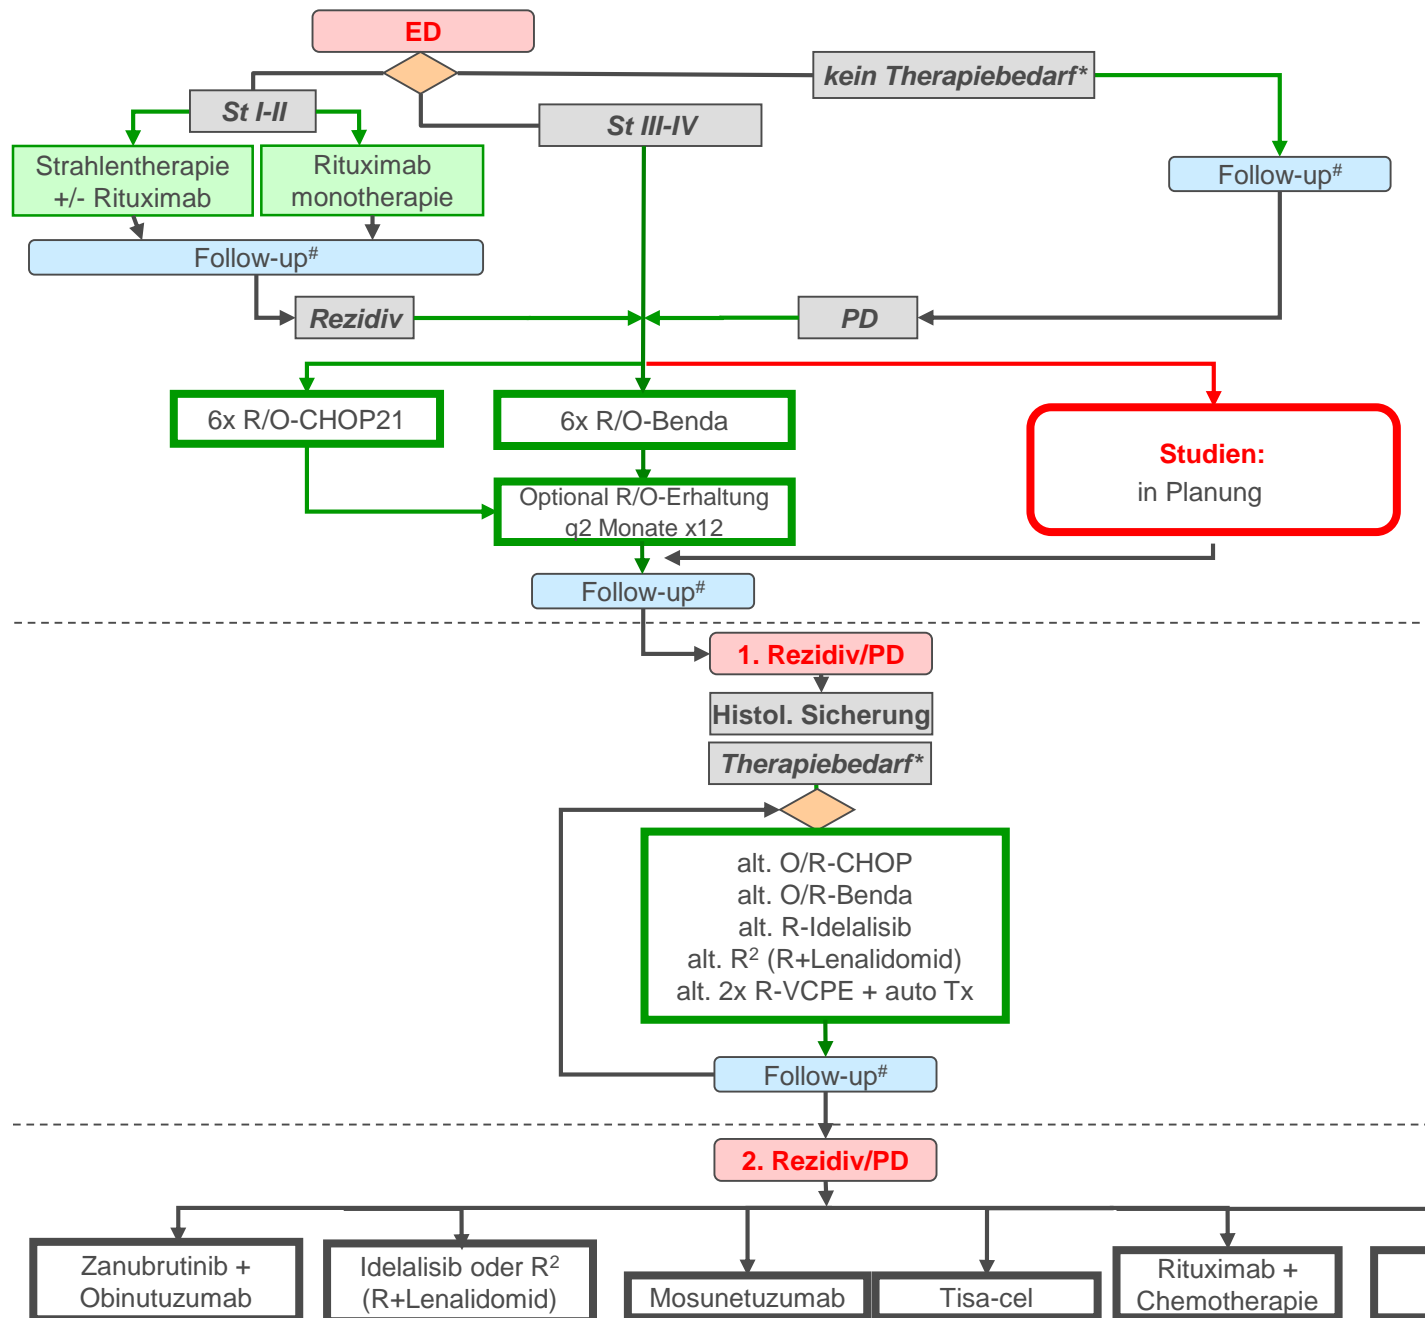 ED
kein Therapiebedarf*
St I-II
St III-IV
Strahlentherapie
+/- Rituximab
Rituximab
monotherapie
Follow-up#
Follow-up#
Rezidiv
PD
6x R/O-CHOP21
6x R/O-Benda
Studien:
in Planung
Optional R/O-Erhaltung
q2 Monate x12
Follow-up#
1. Rezidiv/PD
Histol. Sicherung
Therapiebedarf*
alt. O/R-CHOP
alt. O/R-Benda
alt. R-Idelalisib
alt. R² (R+Lenalidomid)
alt. 2x R-VCPE + auto Tx
Follow-up#
2. Rezidiv/PD
Zanubrutinib +
Obinutuzumab
Idelalisib oder R²
(R+Lenalidomid)
Mosunetuzumab
Tisa-cel
Rituximab +
Chemotherapie